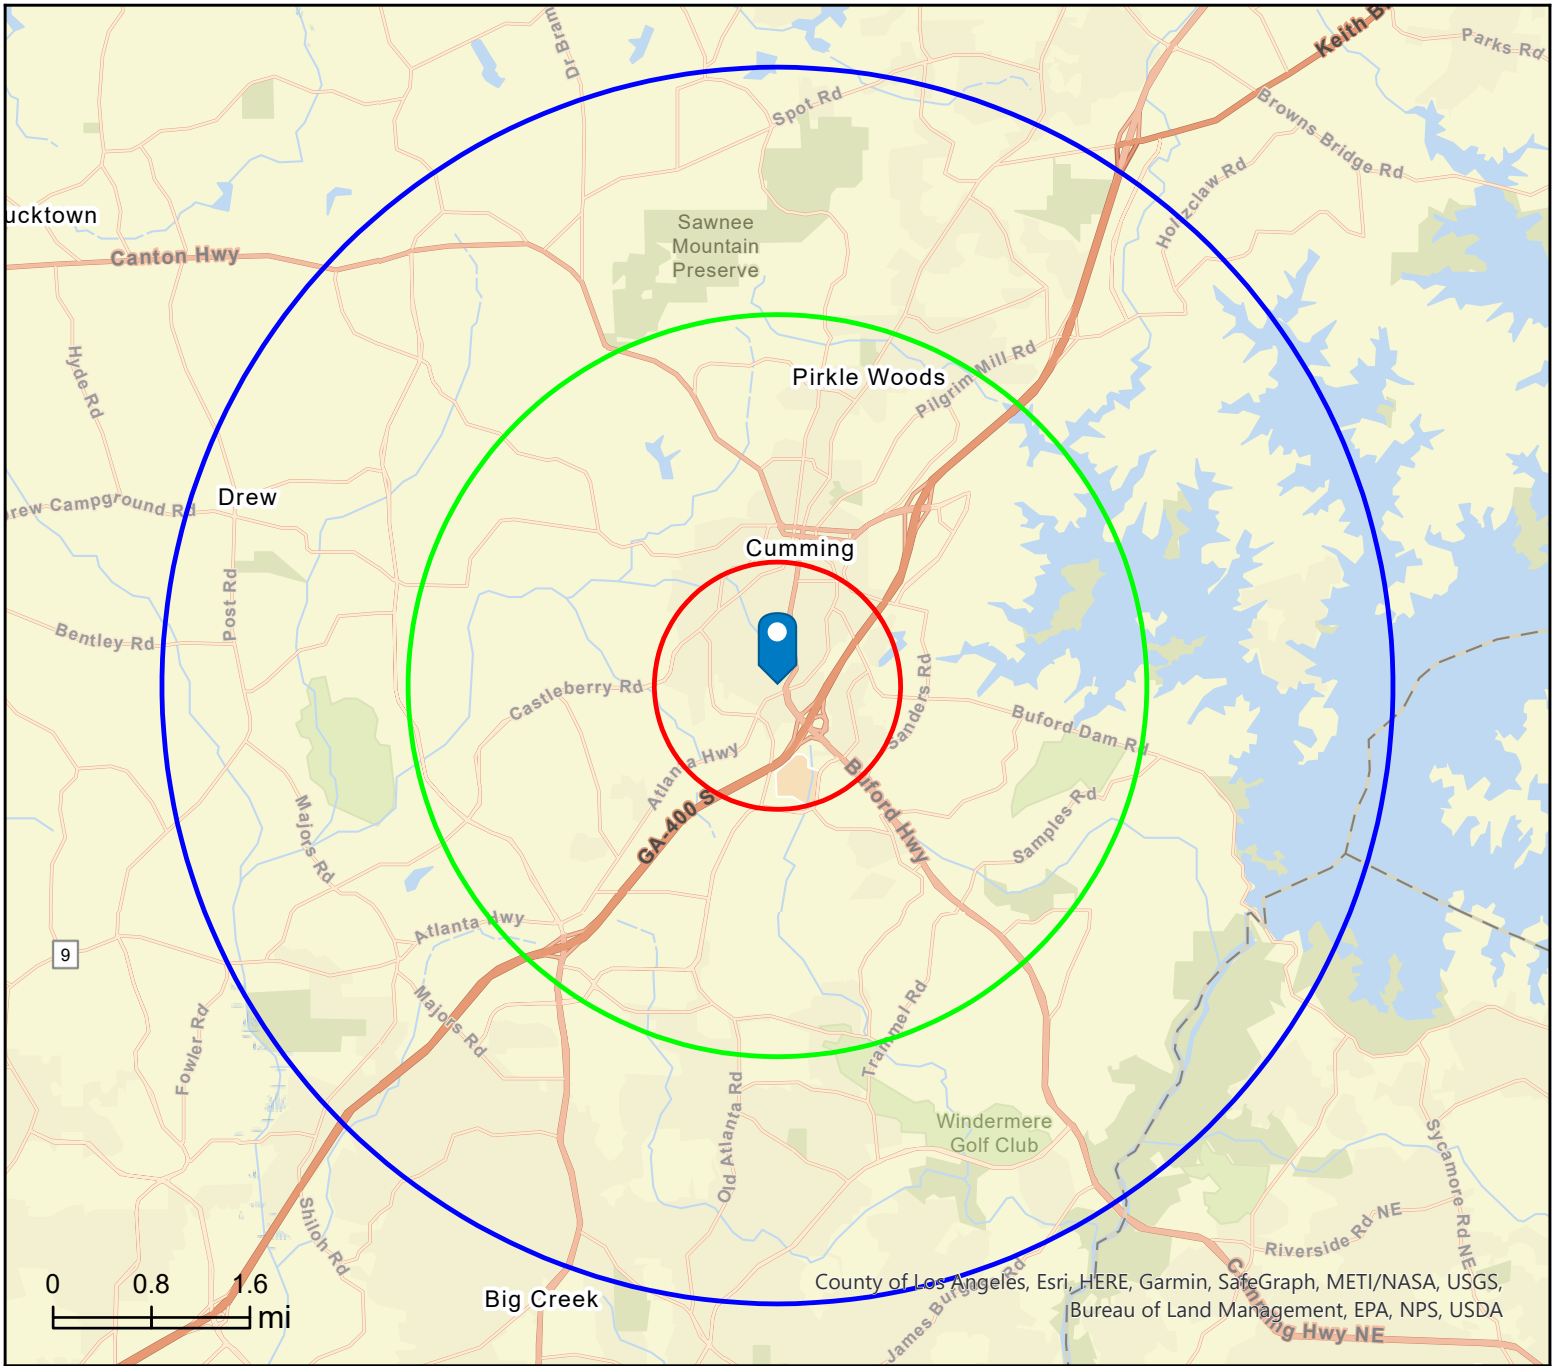 Keith B
Parks Rd
Dr Bram
Spot Rd
Browns Bridge Rd
Holtzclaw Rd
ucktown
Canton Hwy
Sawnee
Mountain
Preserve
Hyde Rd
Pirkle Woods
Pilgrim Mill Rd
Drew
rew Campground Rd
Cumming
Post Rd
Bentley Rd
Castleberry Rd
Sanders Rd
Buford Dam Rd
Atlanta Hwy
GA-400 S
Buford Hwy
Samples Rd
Majors Rd
Atlanta Hwy
9
Majors Rd
Trammel Rd
Fowler Rd
Old Atlanta Rd
Windermere
Golf Club
Sycamore Rd NE
Shiloh Rd
Riverside Rd NE
0 0.8 1.6
mi
Big Creek
James Burgess Rd
Cumming Hwy NE
County of Los Angeles, Esri, HERE, Garmin, SafeGraph, METI/NASA, USGS,
Bureau of Land Management, EPA, NPS, USDA